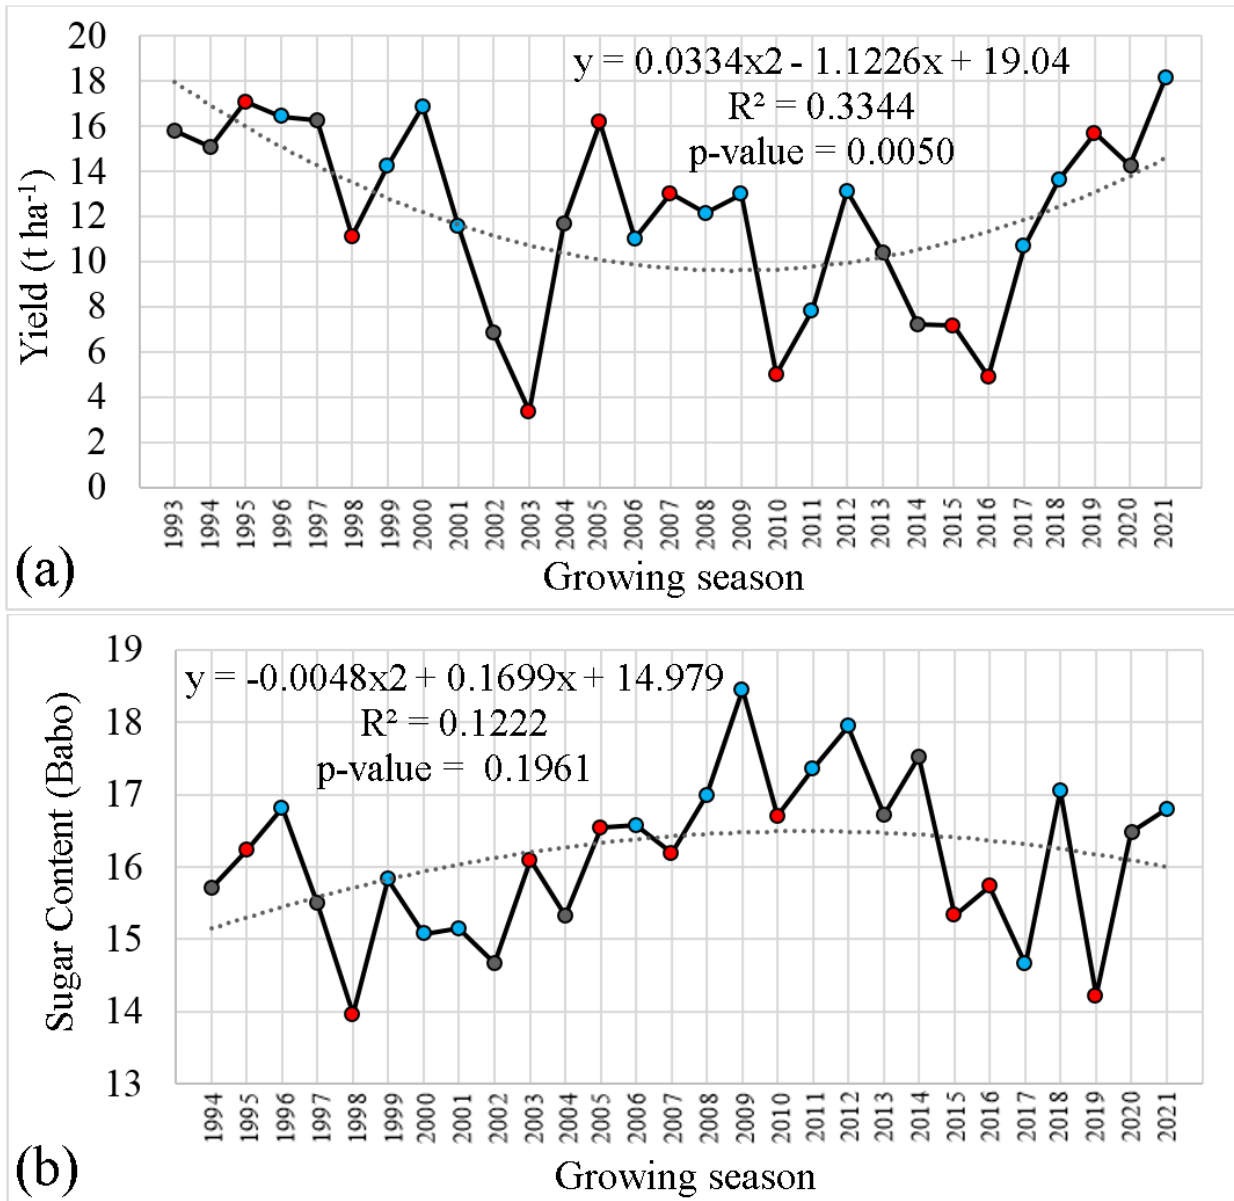 20
18
16
14
12
10
8
6
4
2
0
Yield (t ha⁻¹)
y = 0.0334x2 - 1.1226x + 19.04
R² = 0.3344
p-value = 0.0050
1993 1994 1995 1996 1997 1998 1999 2000 2001 2002 2003 2004 2005 2006 2007 2008 2009 2010 2011 2012 2013 2014 2015 2016 2017 2018 2019 2020 2021
(a)
Growing season
19
18
17
16
15
14
13
Sugar Content (Babo)
y = -0.0048x2 + 0.1699x + 14.979
R² = 0.1222
p-value = 0.1961
1994 1995 1996 1997 1998 1999 2000 2001 2002 2003 2004 2005 2006 2007 2008 2009 2010 2011 2012 2013 2014 2015 2016 2017 2018 2019 2020 2021
(b)
Growing season